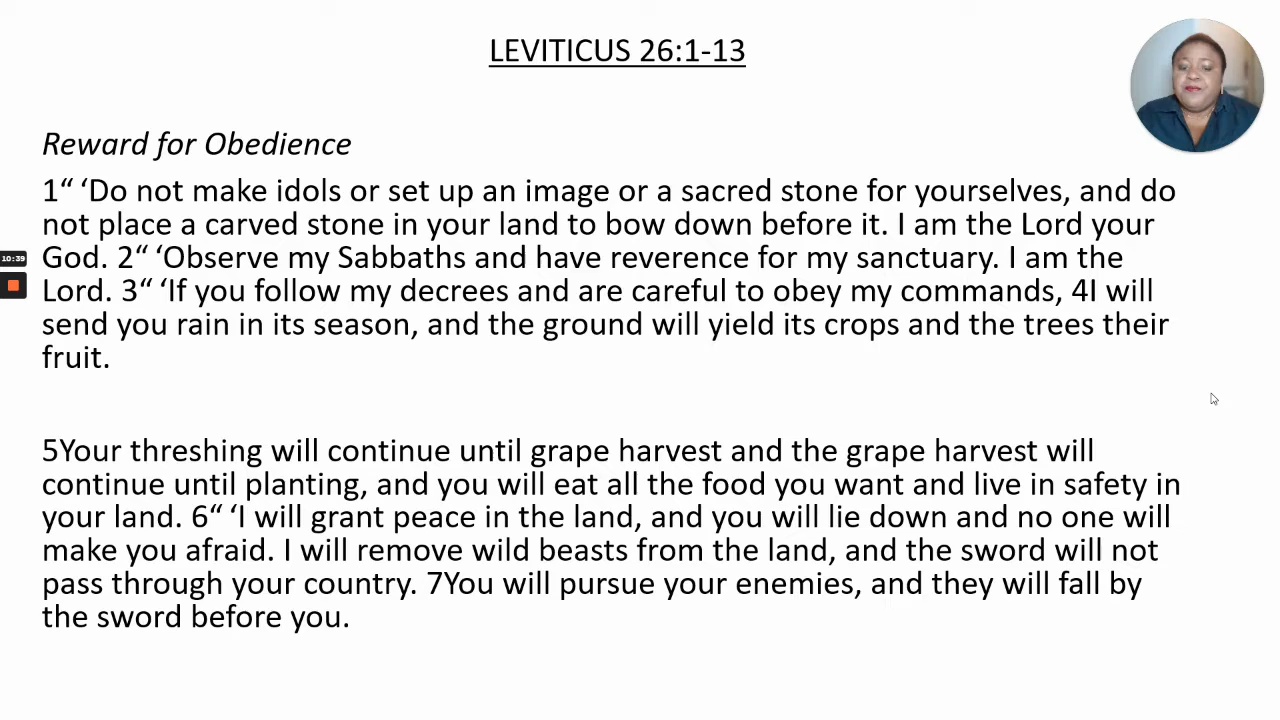 LEVITICUS 26:1-13
Reward for Obedience
1“ ‘Do not make idols or set up an image or a sacred stone for yourselves, and do
not place a carved stone in your land to bow down before it. I am the Lord your
God. 2“ ‘Observe my Sabbaths and have reverence for my sanctuary. I am the
10:39
Lord. 3“ ‘If you follow my decrees and are careful to obey my commands, 4I will
send you rain in its season, and the ground will yield its crops and the trees their
fruit.
5Your threshing will continue until grape harvest and the grape harvest will
continue until planting, and you will eat all the food you want and live in safety in
your land. 6“ ‘I will grant peace in the land, and you will lie down and no one will
make you afraid. I will remove wild beasts from the land, and the sword will not
pass through your country. 7You will pursue your enemies, and they will fall by
the sword before you.